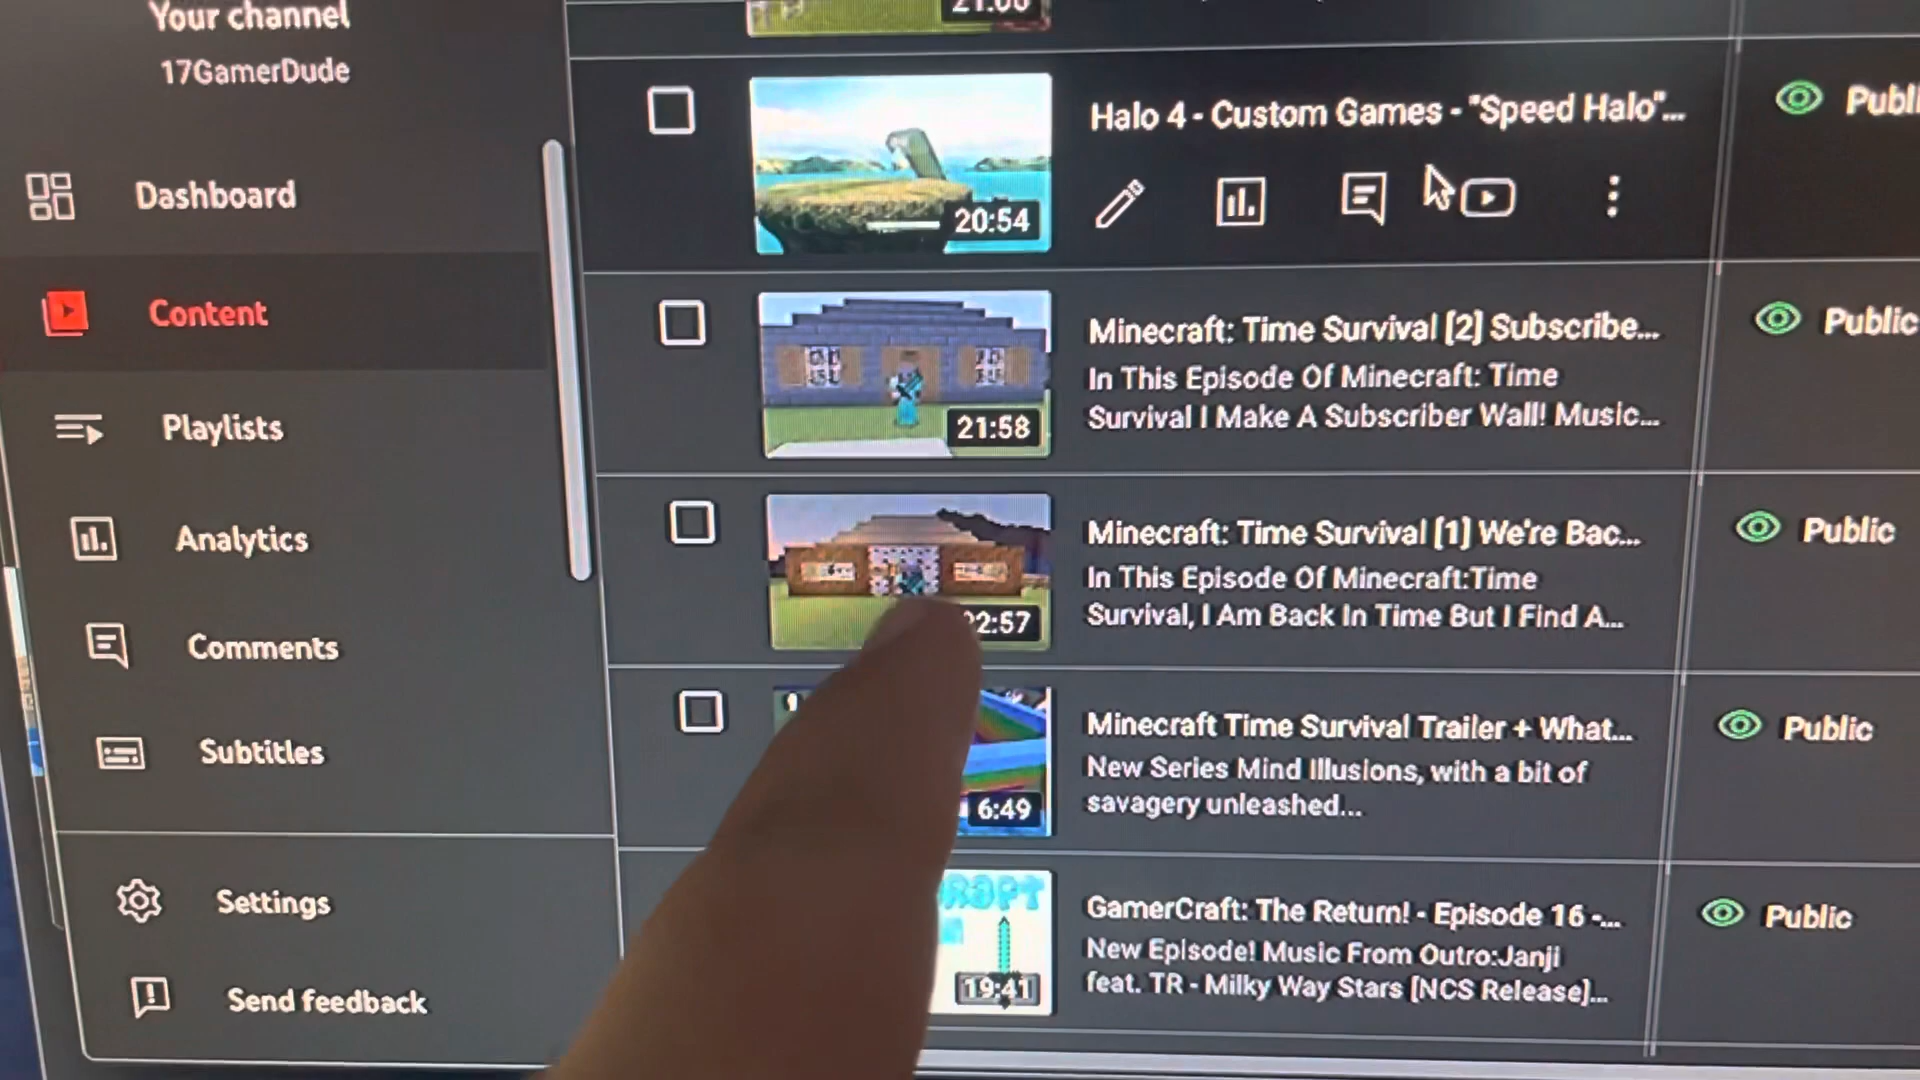 Your channel
17GamerDude
Dashboard
Content
Playlists
Analytics
Comments
Subtitles
Settings
Send feedback
Halo 4 - Custom Games - "Speed Halo"...
20:54
Publi
Minecraft: Time Survival [2] Subscribe...
In This Episode Of Minecraft: Time
Survival I Make A Subscriber Wall! Music...
21:58
Public
Minecraft: Time Survival [1] We're Bac...
In This Episode Of Minecraft:Time
Survival, I Am Back In Time But I Find A...
2:57
Public
Minecraft Time Survival Trailer + What...
New Series Mind Illusions, with a bit of
savagery unleashed...
6:49
Public
GamerCraft: The Return! - Episode 16 -...
New Episode! Music From Outro:Janji
feat. TR - Milky Way Stars [NCS Release]...
19:41
Public